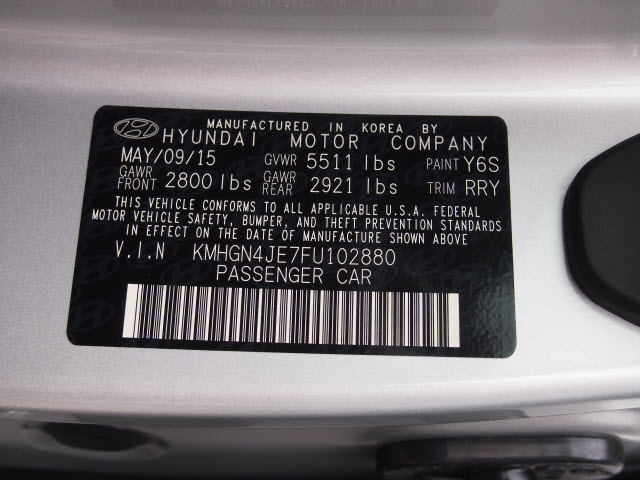 MANUFACTURED IN KOREA BY
HYUNDAI MOTOR COMPANY
MAY/09/15 GVWR 5511 lbs PAINT Y6S
GAWR FRONT 2800 lbs GAWR REAR 2921 lbs TRIM RRY
THIS VEHICLE CONFORMS TO ALL APPLICABLE U.S.A. FEDERAL
MOTOR VEHICLE SAFETY, BUMPER, AND THEFT PREVENTION STANDARDS
IN EFFECT ON THE DATE OF MANUFACTURE SHOWN ABOVE
V.I.N KMHGN4JE7FU102880
PASSENGER CAR